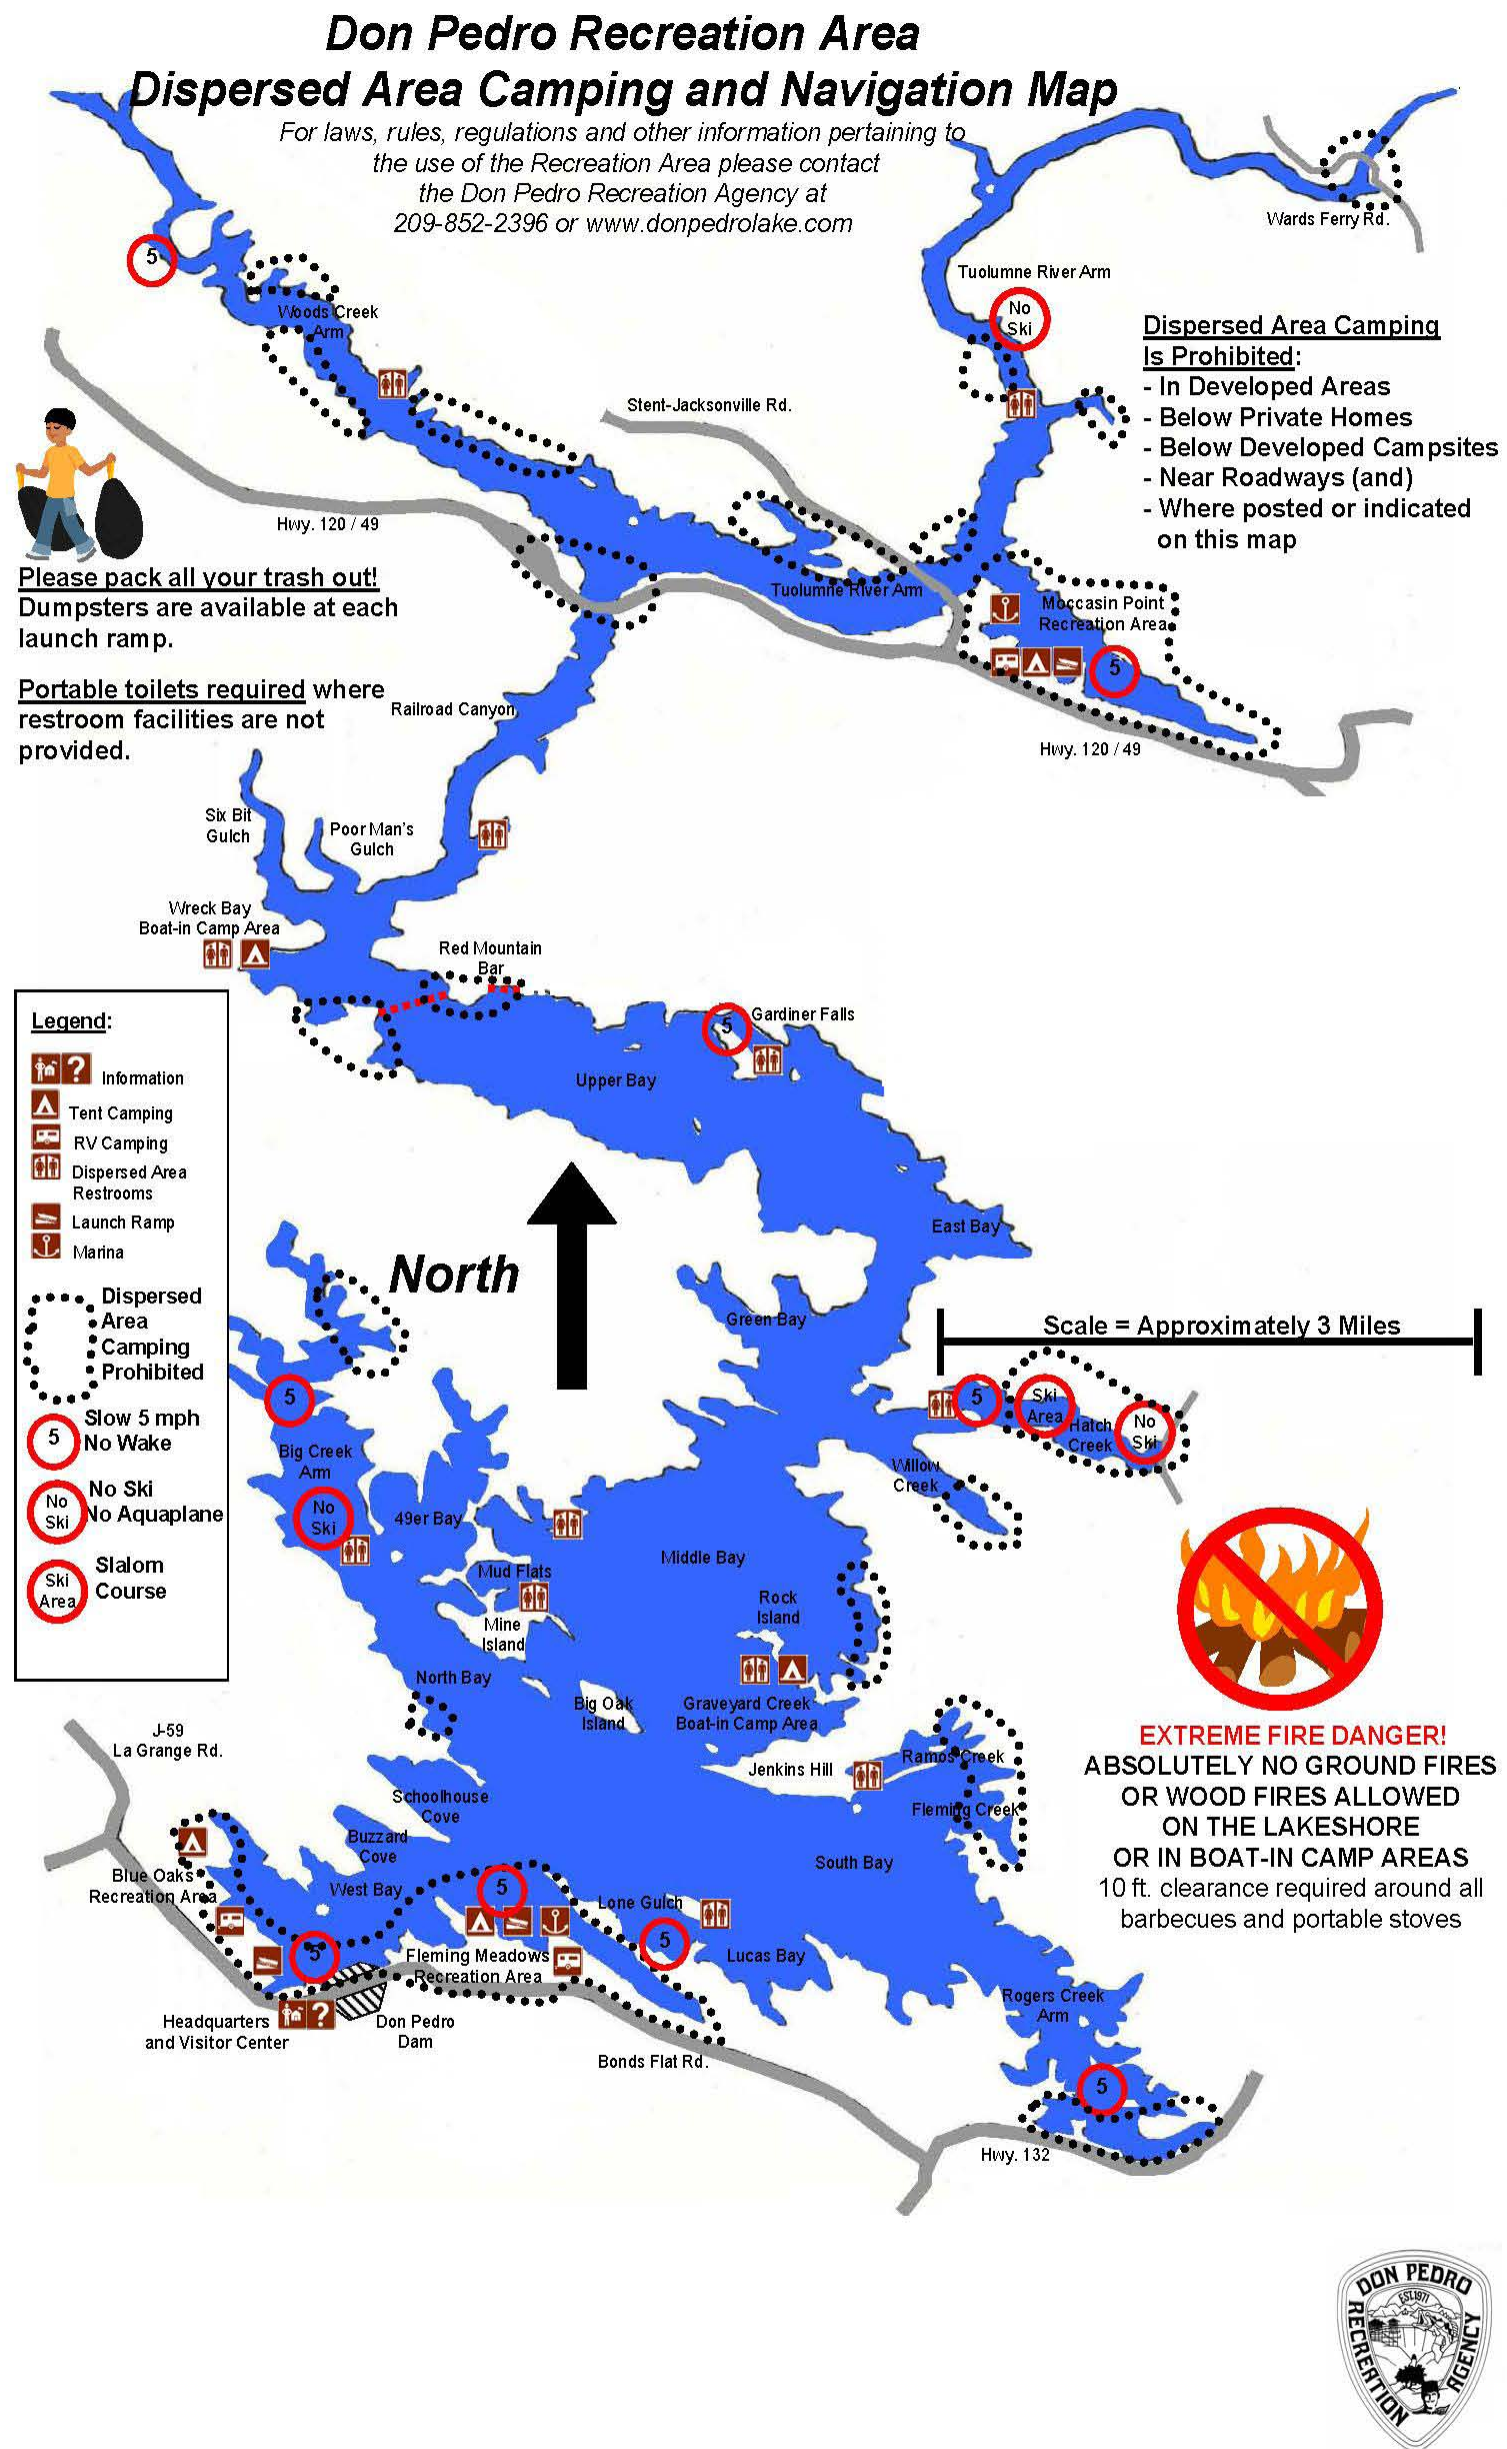 Don Pedro Recreation Area
Dispersed Area Camping and Navigation Map
For laws, rules, regulations and other information pertaining to
the use of the Recreation Area please contact
the Don Pedro Recreation Agency at
209-852-2396 or www.donpedrolake.com
Wards Ferry Rd.
5
Tuolumne River Arm
No
Ski
Woods Creek
Arm
Dispersed Area Camping
Is Prohibited:
- In Developed Areas
- Below Private Homes
- Below Developed Campsites
- Near Roadways (and)
- Where posted or indicated
on this map
Stent-Jacksonville Rd.
Hwy. 120 / 49
Please pack all your trash out!
Dumpsters are available at each
launch ramp.
Tuolumne River Arm
Moccasin Point
Recreation Area
5
Portable toilets required where
restroom facilities are not
provided.
Railroad Canyon
Hwy. 120 / 49
Six Bit
Gulch
Poor Man's
Gulch
Wreck Bay
Boat-in Camp Area
Red Mountain
Bar
5
Gardiner Falls
Upper Bay
Legend:
?
Information
Tent Camping
RV Camping
Dispersed Area
Restrooms
Launch Ramp
Marina
Dispersed
Area
Camping
Prohibited
5
Slow 5 mph
No Wake
No
Ski
No Ski
No Aquaplane
Ski
Area
Slalom
Course
East Bay
North
Green Bay
Scale = Approximately 3 Miles
5
5
Ski
Area
No
Ski
Hatch
Creek
Big Creek
Arm
Willow
Creek
No
Ski
49er Bay
Middle Bay
Mud Flats
Rock
Island
Mine
Island
North Bay
Big Oak
Island
Graveyard Creek
Boat-in Camp Area
J-59
La Grange Rd.
Jenkins Hill
Ramos Creek
EXTREME FIRE DANGER!
ABSOLUTELY NO GROUND FIRES
OR WOOD FIRES ALLOWED
ON THE LAKESHORE
OR IN BOAT-IN CAMP AREAS
10 ft. clearance required around all
barbecues and portable stoves
Schoolhouse
Cove
Fleming Creek
Buzzard
Cove
South Bay
Blue Oaks
Recreation Area
West Bay
5
Lone Gulch
5
5
Fleming Meadows
Recreation Area
Lucas Bay
Rogers Creek
Arm
Headquarters
and Visitor Center
?
Don Pedro
Dam
Bonds Flat Rd.
5
Hwy. 132
DON PEDRO
EST.1971
RECREATION
AGENCY